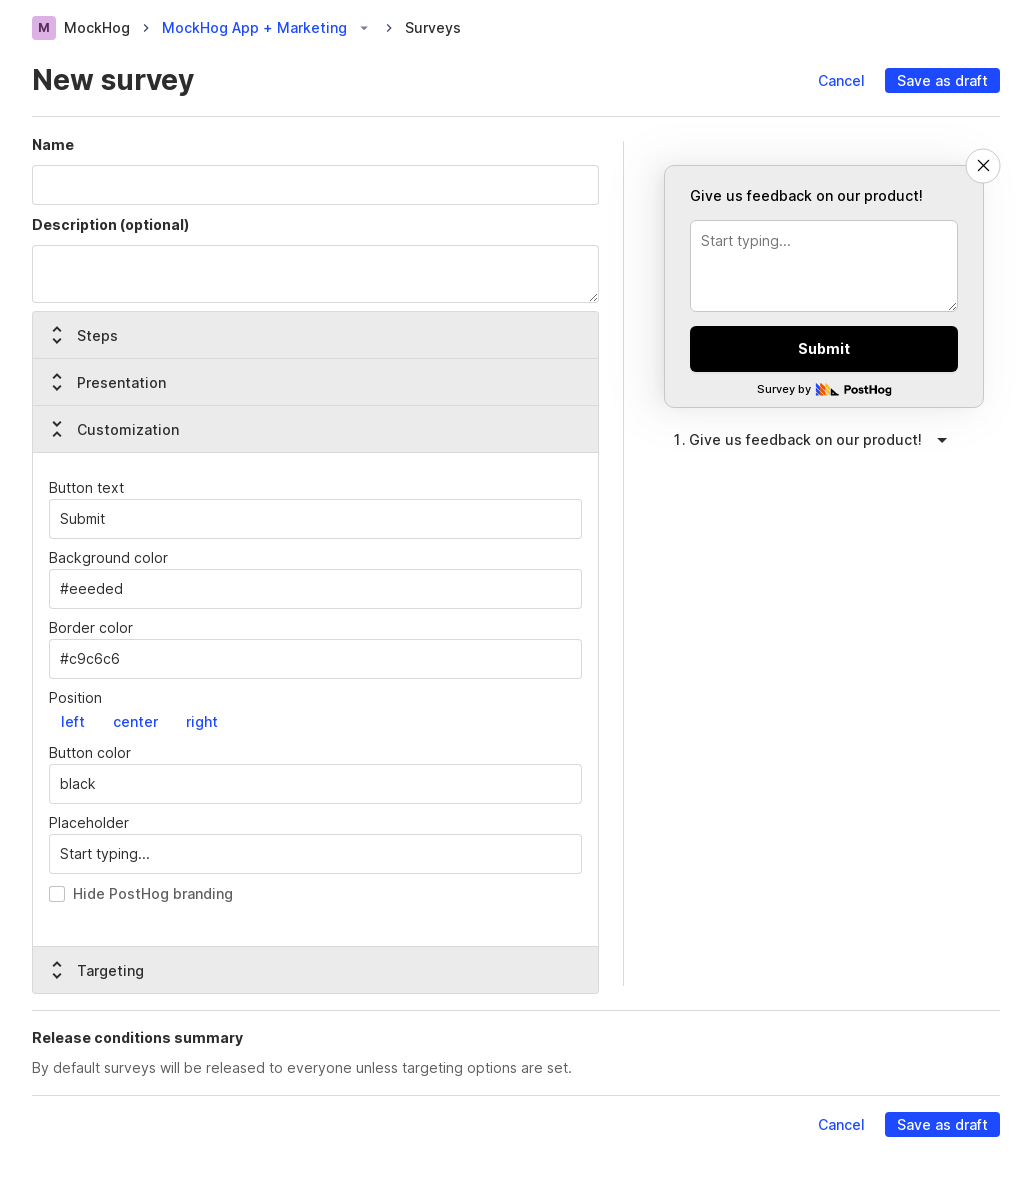 M MockHog MockHog App + Marketing Surveys
New survey
Cancel Save as draft
Name
Description (optional)
Steps
Presentation
Customization
Button text
Submit
Background color
#eeeded
Border color
#c9c6c6
Position
left center right
Button color
black
Placeholder
Start typing...
Hide PostHog branding
Targeting
Give us feedback on our product!
Start typing...
Submit
Survey by PostHog
1. Give us feedback on our product!
Release conditions summary
By default surveys will be released to everyone unless targeting options are set.
Cancel Save as draft